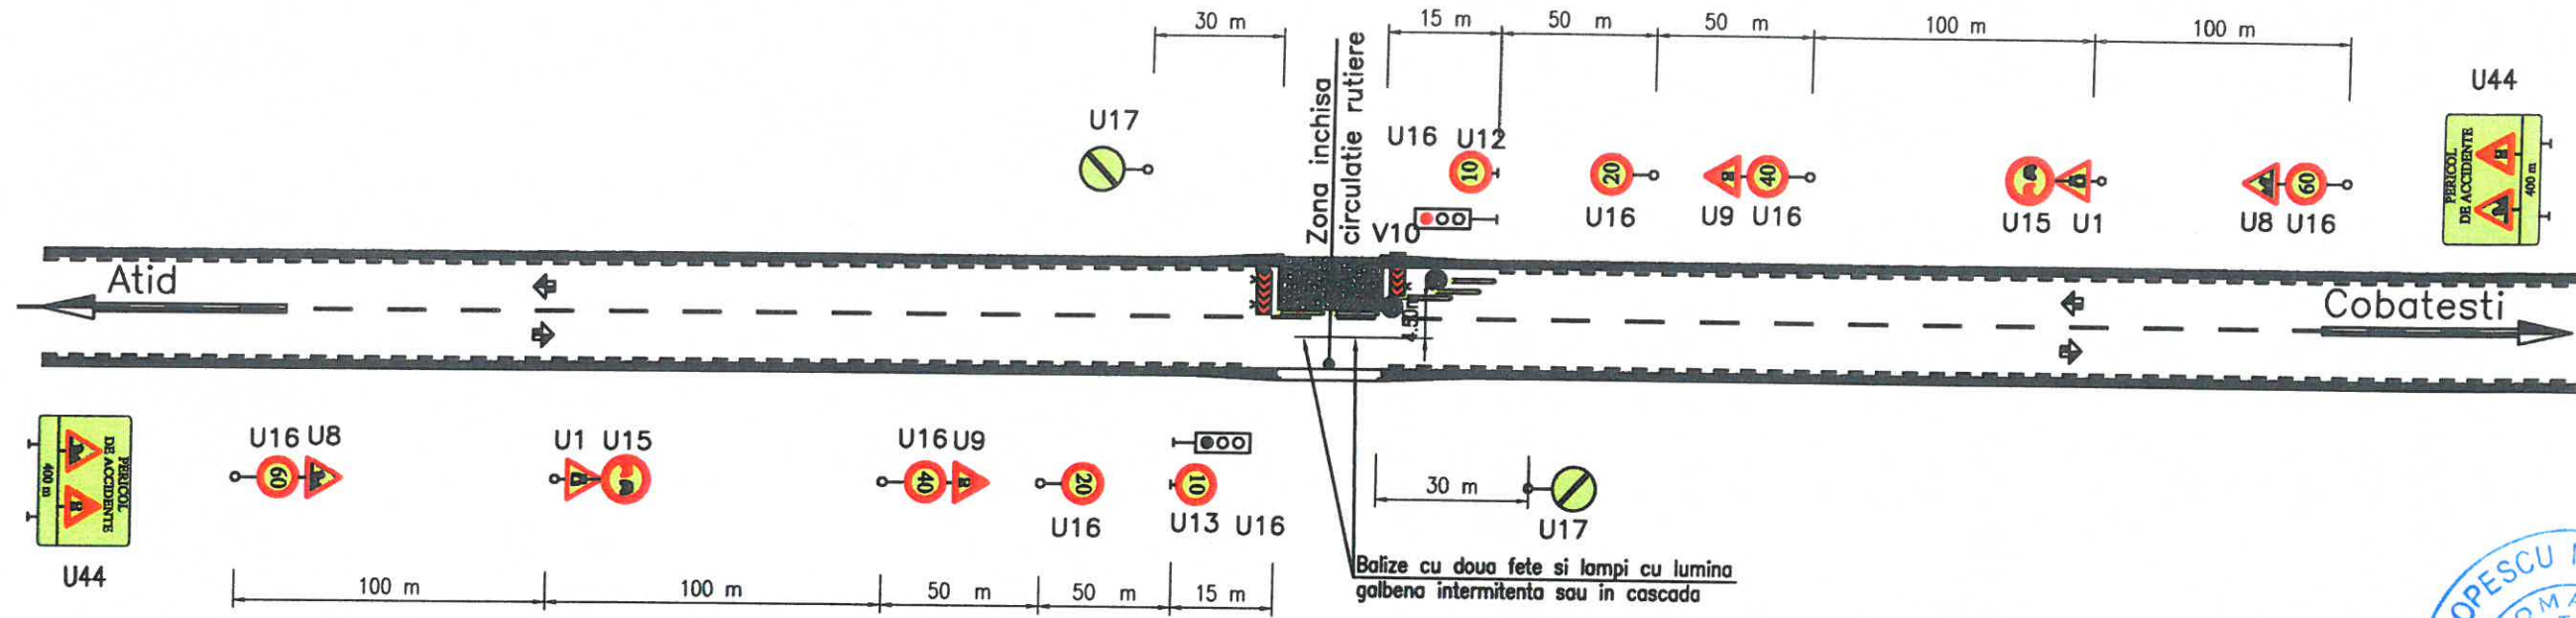 30 m
15 m
50 m
50 m
100 m
100 m
U44
PERICOL
DE ACCIDENTE
400 m
U17
Zona inchisa
circulatie rutiere
U16 U12
10
20
40
60
U16
U9 U16
U15 U1
U8 U16
V10
Atid
Cobatesti
4.50m
U16 U8
U1 U15
U16 U9
60
40
20
10
PERICOL
DE ACCIDENTE
400 m
U44
U16
U13 U16
30 m
U17
Balize cu doua fete si lampi cu lumina
galbena intermitenta sau in cascada
100 m
100 m
50 m
50 m
15 m